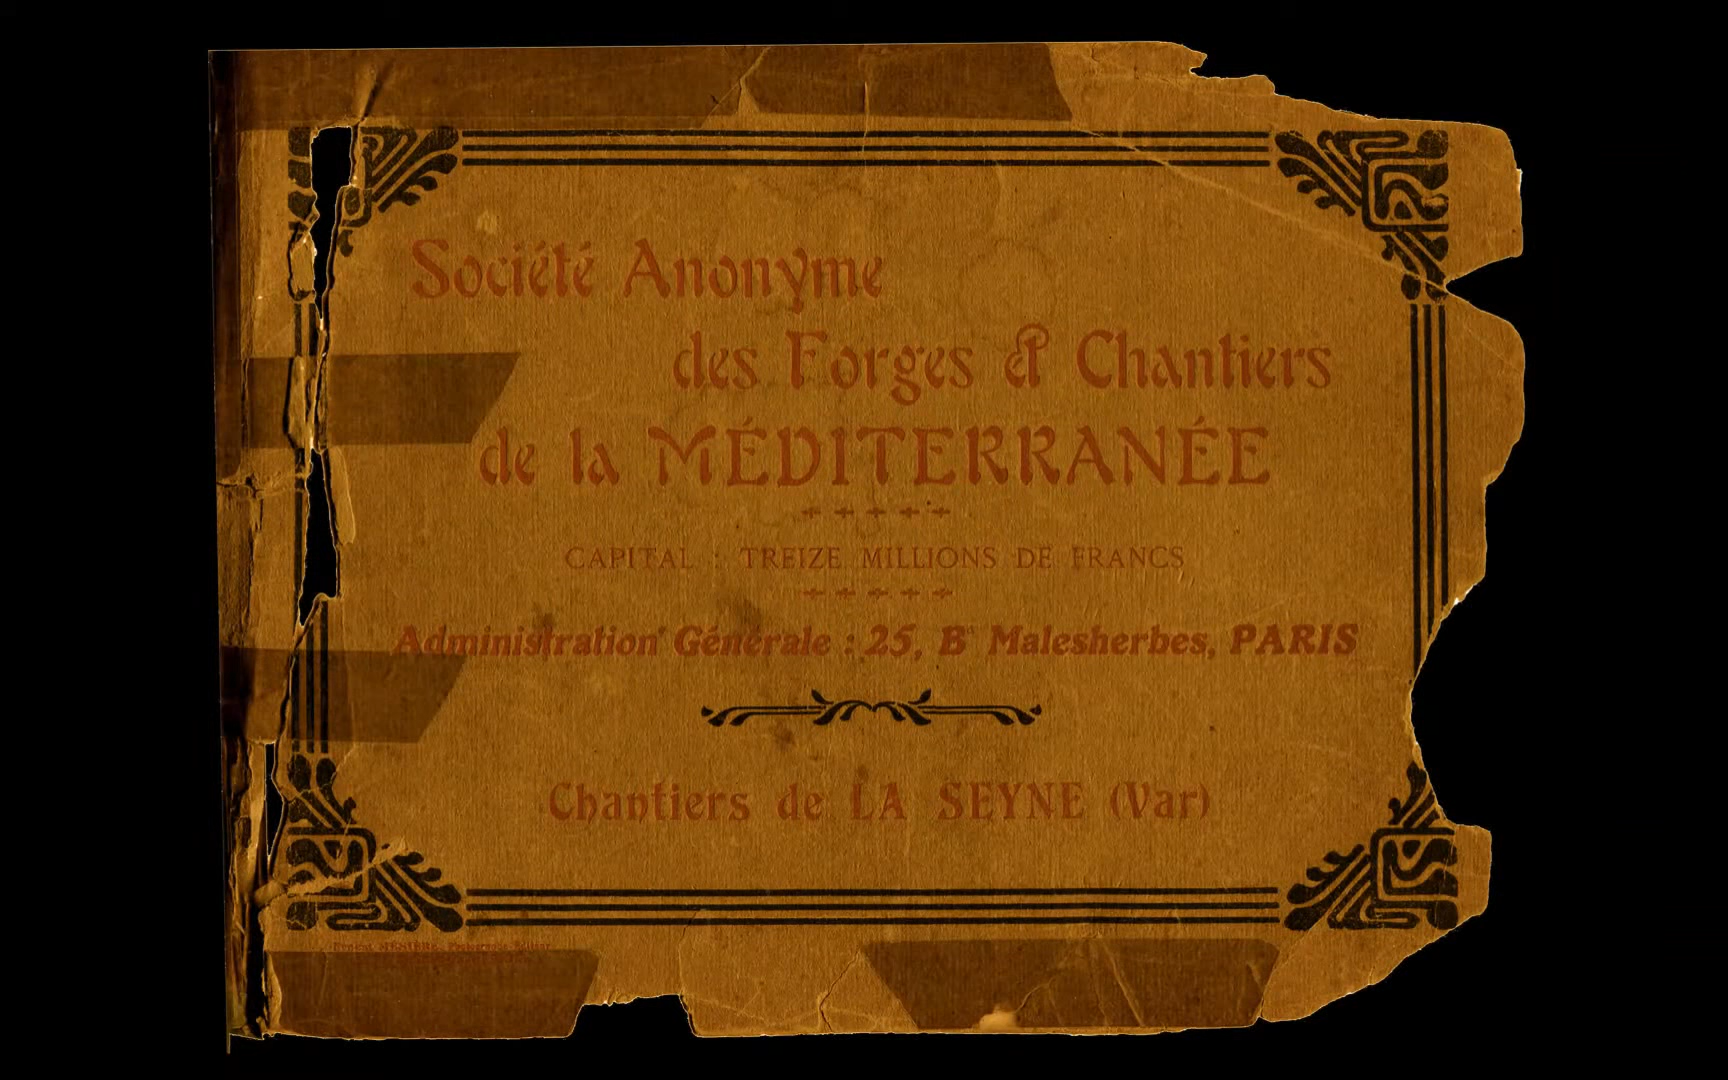 Société Anonyme
des Forges et Chantiers
de la MÉDITERRANÉE
CAPITAL : TREIZE MILLIONS DE FRANCS
Administration Générale : 25, Bd Malesherbes, PARIS
Chantiers de LA SEYNE (Var)